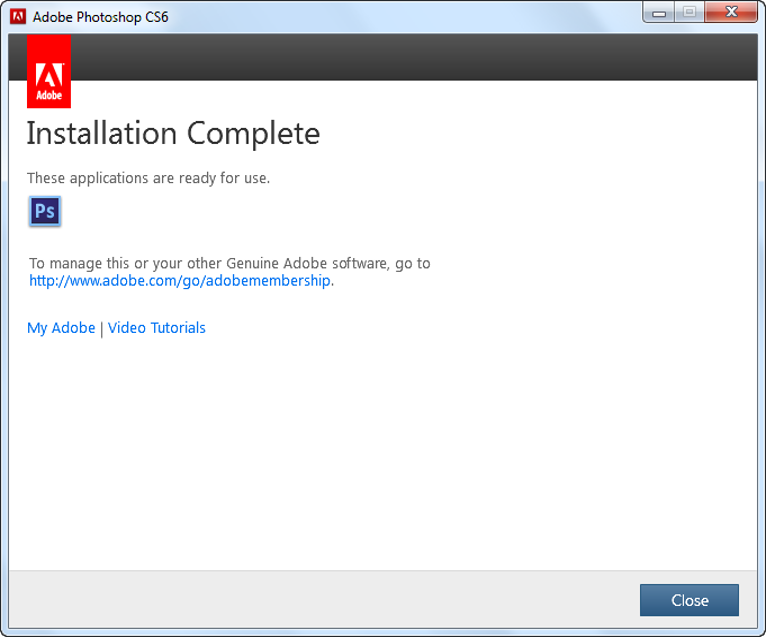 Adobe Photoshop CS6
Adobe
Installation Complete
These applications are ready for use.
Ps
To manage this or your other Genuine Adobe software, go to
http://www.adobe.com/go/adobemembership.
My Adobe | Video Tutorials
Close